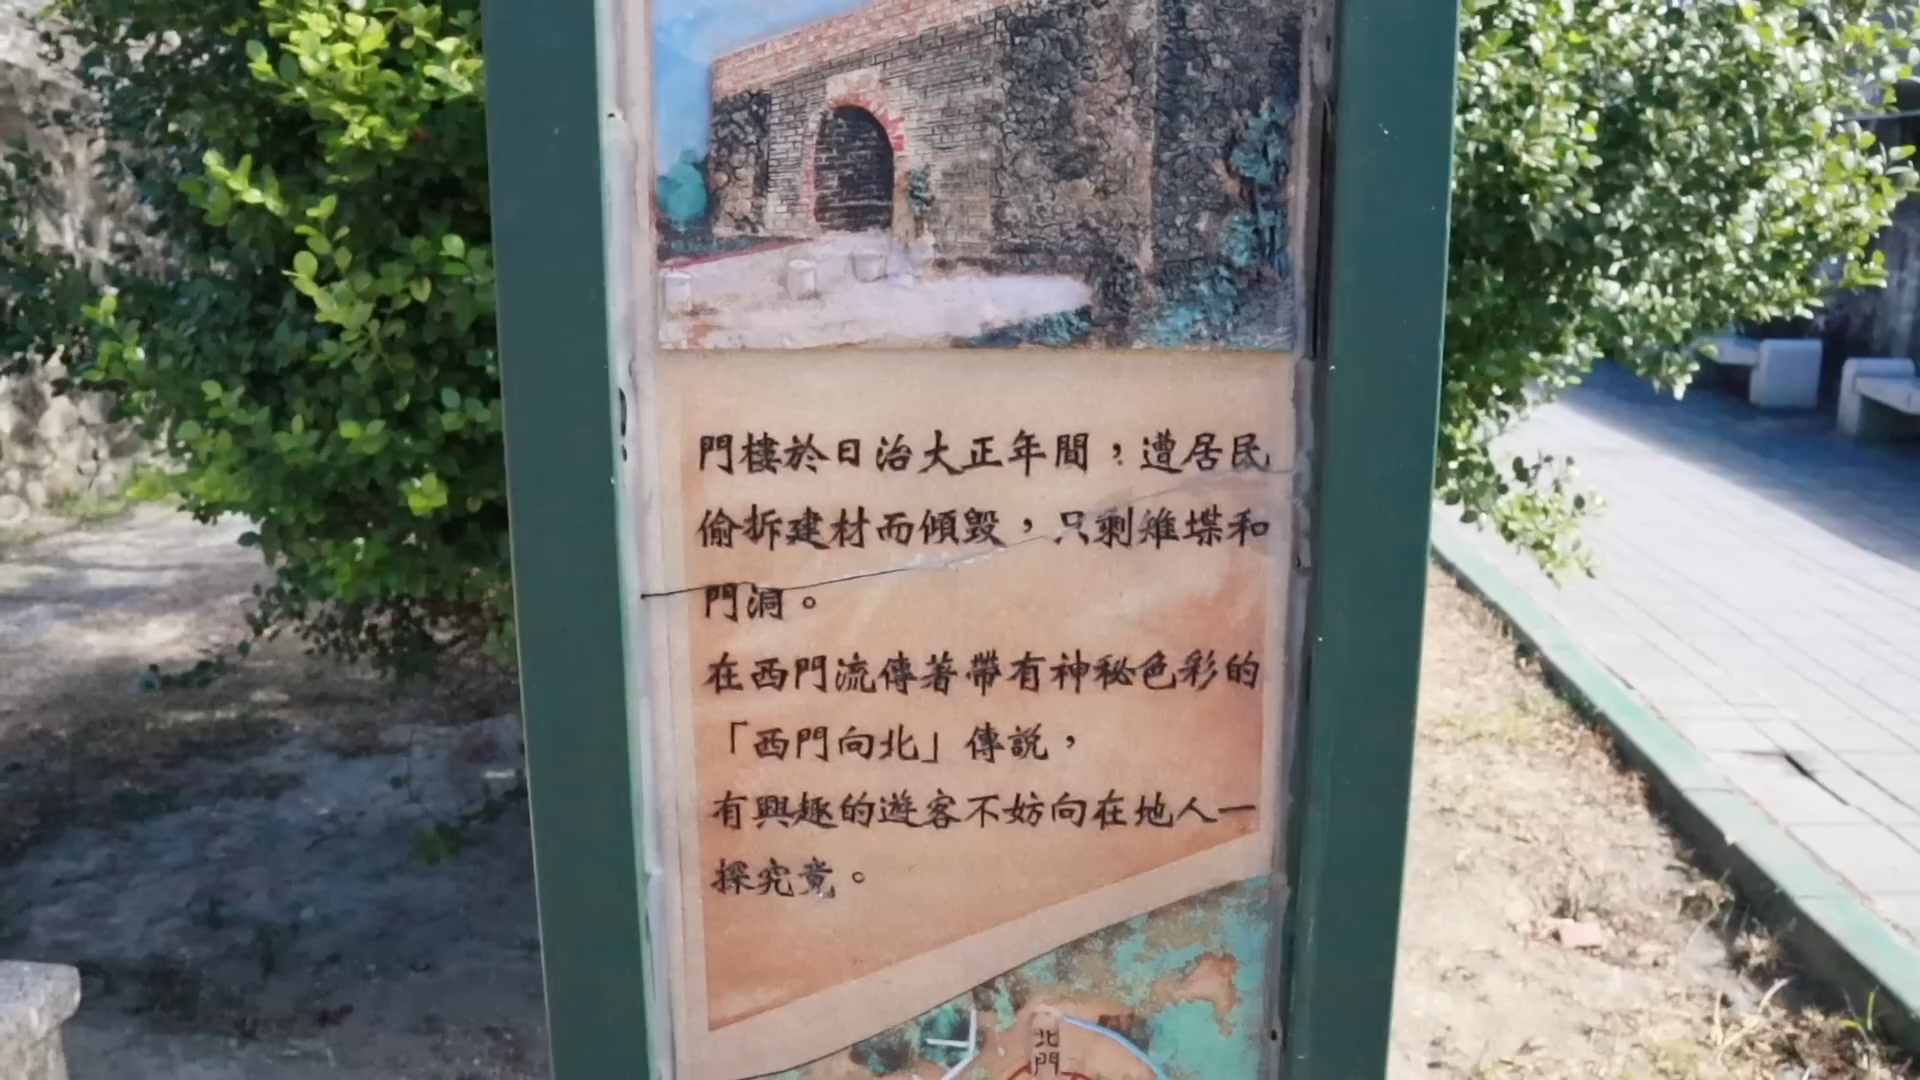 門樓於日治大正年間，遭居民
偷拆建材而傾毀，只剩雉堞和
門洞。
在西門流傳著帶有神秘色彩的
「西門向北」傳說，
有興趣的遊客不妨向在地人一
探究竟。
北門